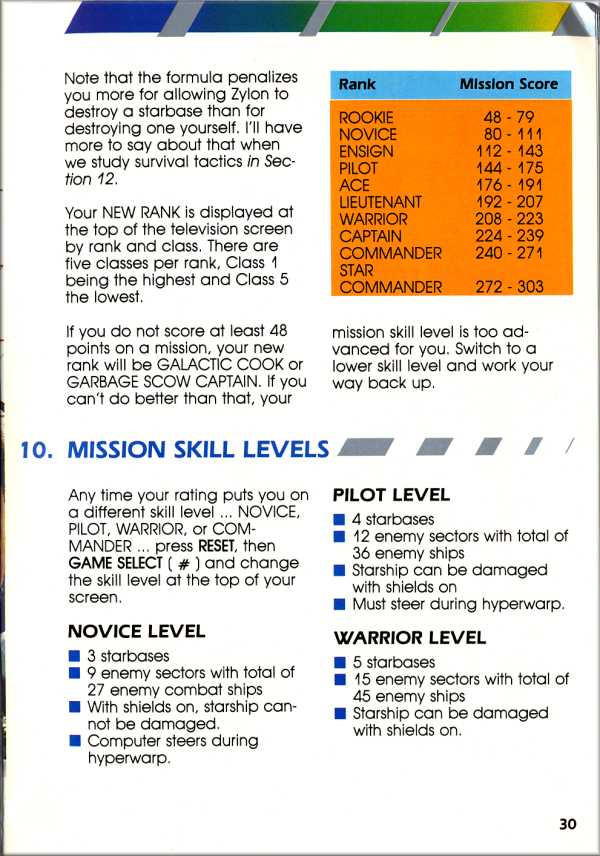 Note that the formula penalizes
you more for allowing Zylon to
destroy a starbase than for
destroying one yourself. I'll have
more to say about that when
we study survival tactics in Sec-
tion 12.
Your NEW RANK is displayed at
the top of the television screen
by rank and class. There are
five classes per rank, Class 1
being the highest and Class 5
the lowest.
If you do not score at least 48
points on a mission, your new
rank will be GALACTIC COOK or
GARBAGE SCOW CAPTAIN. If you
can't do better than that, your
Rank Mission Score
ROOKIE 48 - 79
NOVICE 80 - 111
ENSIGN 112 - 143
PILOT 144 - 175
ACE 176 - 191
LIEUTENANT 192 - 207
WARRIOR 208 - 223
CAPTAIN 224 - 239
COMMANDER 240 - 271
STAR
COMMANDER 272 - 303
mission skill level is too ad-
vanced for you. Switch to a
lower skill level and work your
way back up.
10. MISSION SKILL LEVELS
Any time your rating puts you on
a different skill level ... NOVICE,
PILOT, WARRIOR, or COM-
MANDER ... press RESET, then
GAME SELECT ( # ) and change
the skill level at the top of your
screen.
NOVICE LEVEL
■ 3 starbases
■ 9 enemy sectors with total of
27 enemy combat ships
■ With shields on, starship can-
not be damaged.
■ Computer steers during
hyperwarp.
PILOT LEVEL
■ 4 starbases
■ 12 enemy sectors with total of
36 enemy ships
■ Starship can be damaged
with shields on
■ Must steer during hyperwarp.
WARRIOR LEVEL
■ 5 starbases
■ 15 enemy sectors with total of
45 enemy ships
■ Starship can be damaged
with shields on.
30